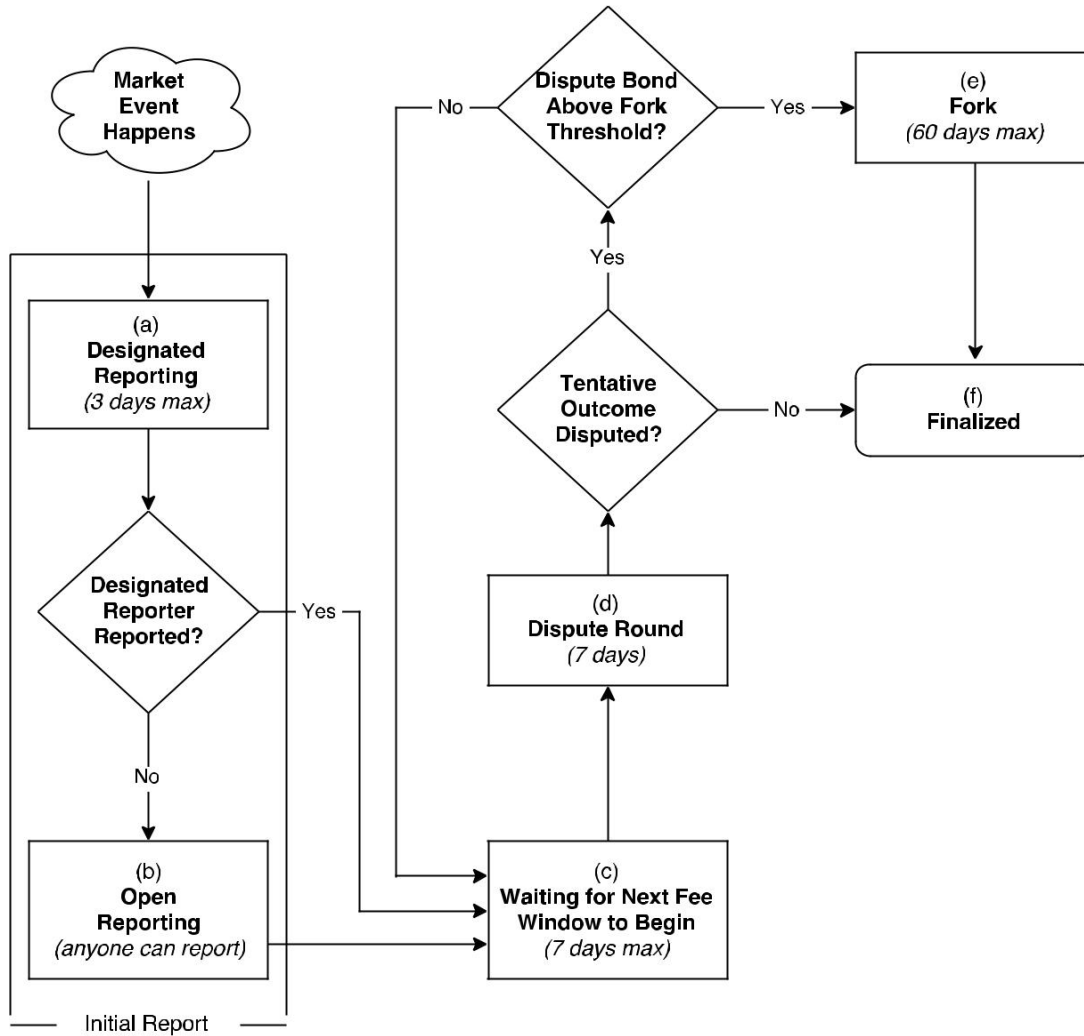 Market
Event
Happens
(a)
Designated
Reporting
(3 days max)
Designated
Reporter
Reported?
Yes
No
(b)
Open
Reporting
(anyone can report)
Initial Report
Dispute Bond
Above Fork
Threshold?
No
Yes
(e)
Fork
(60 days max)
Yes
Tentative
Outcome
Disputed?
No
(f)
Finalized
(d)
Dispute Round
(7 days)
(c)
Waiting for Next Fee
Window to Begin
(7 days max)